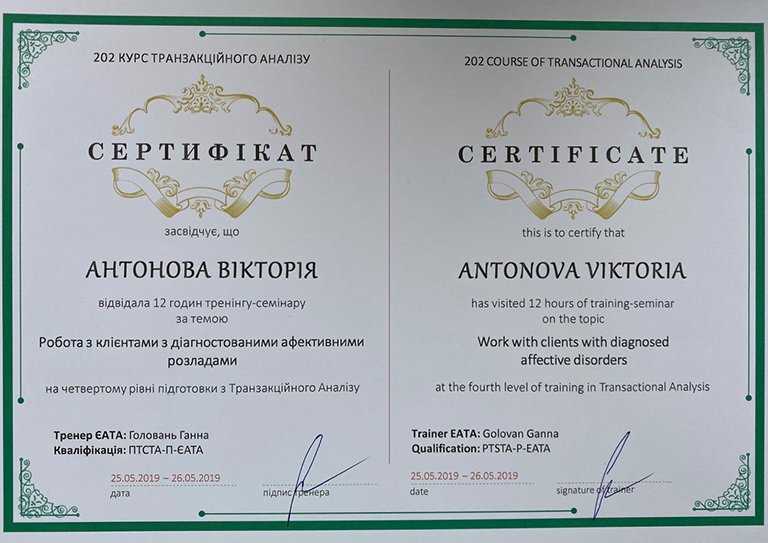 202 КУРС ТРАНЗАКЦІЙНОГО АНАЛІЗУ
СЕРТИФІКАТ
засвідчує, що
АНТОНОВА ВІКТОРІЯ
відвідала 12 годин тренінгу-семінару
за темою
Робота з клієнтами з діагностованими афективними
розладами
на четвертому рівні підготовки з Транзакційного Аналізу
Тренер ЄАТА: Головань Ганна
Кваліфікація: ПТСТА-П-ЄАТА
25.05.2019 – 26.05.2019
дата
підпис тренера
202 COURSE OF TRANSACTIONAL ANALYSIS
CERTIFICATE
this is to certify that
ANTONOVA VIKTORIA
has visited 12 hours of training-seminar
on the topic
Work with clients with diagnosed
affective disorders
at the fourth level of training in Transactional Analysis
Trainer EATA: Golovan Ganna
Qualification: PTSTA-P-EATA
25.05.2019 – 26.05.2019
date
signature of trainer